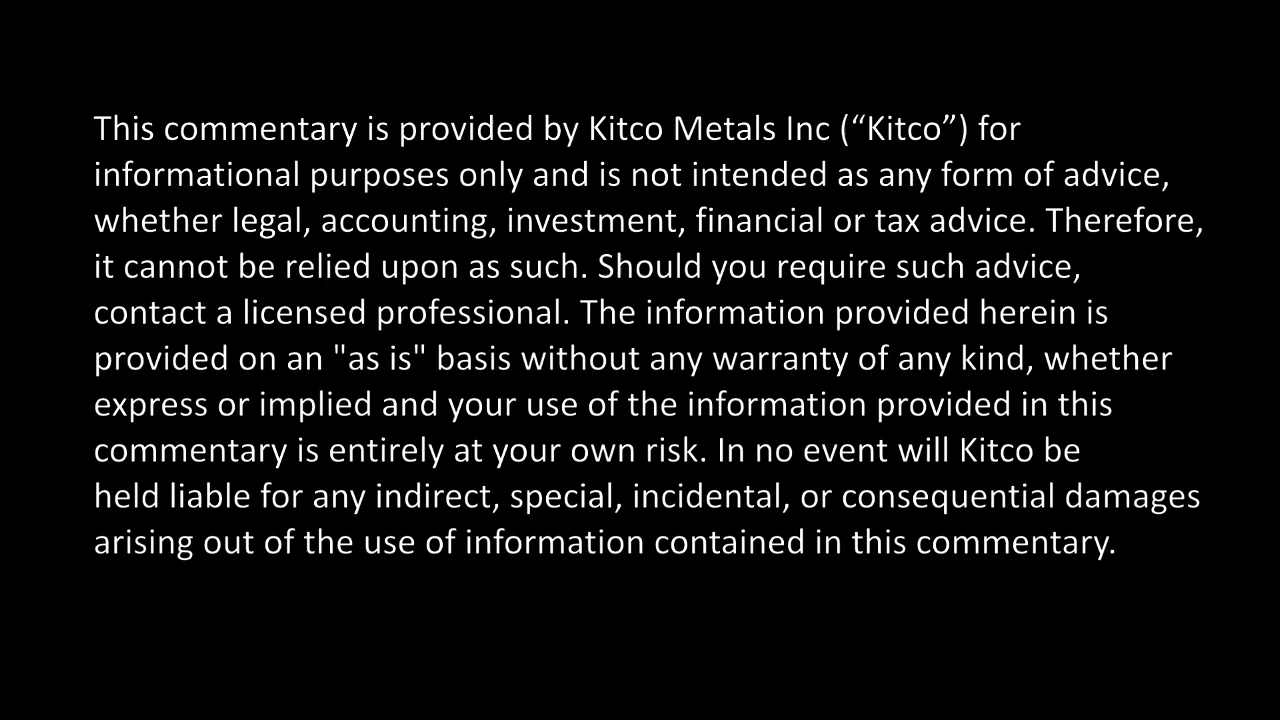 This commentary is provided by Kitco Metals Inc (“Kitco”) for
informational purposes only and is not intended as any form of advice,
whether legal, accounting, investment, financial or tax advice. Therefore,
it cannot be relied upon as such. Should you require such advice,
contact a licensed professional. The information provided herein is
provided on an "as is" basis without any warranty of any kind, whether
express or implied and your use of the information provided in this
commentary is entirely at your own risk. In no event will Kitco be
held liable for any indirect, special, incidental, or consequential damages
arising out of the use of information contained in this commentary.